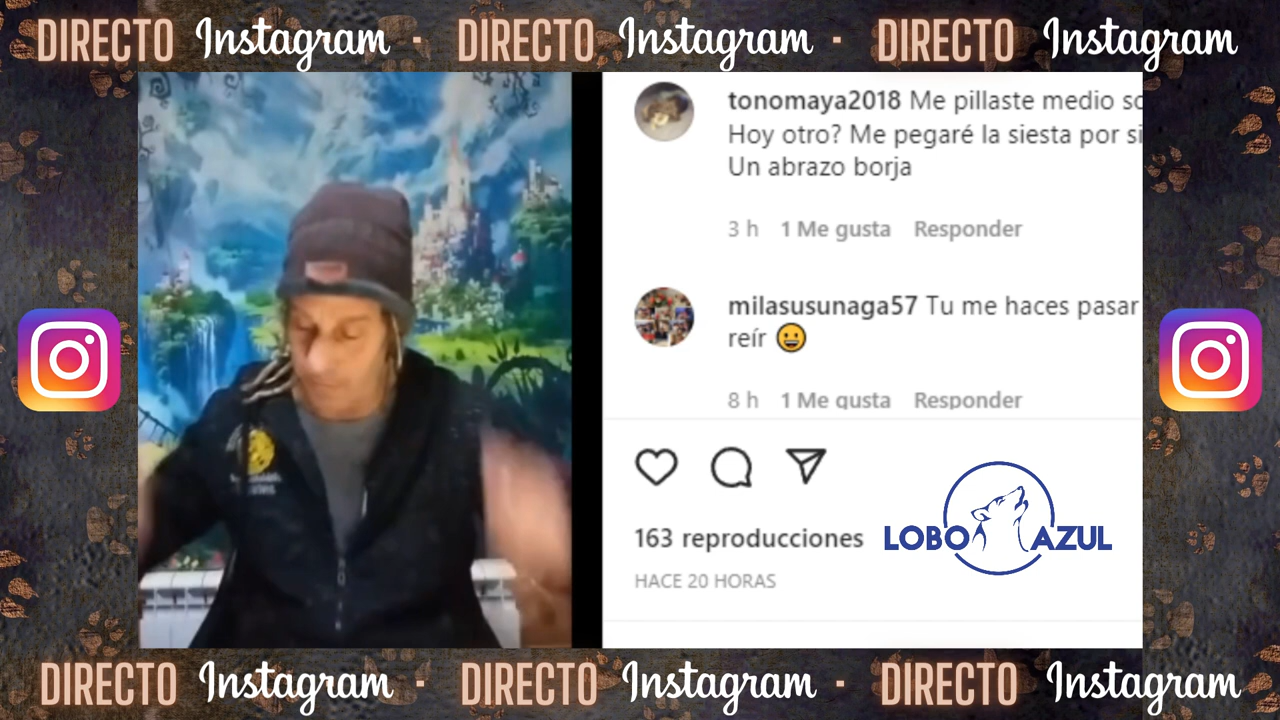 DIRECTO Instagram · DIRECTO Instagram · DIRECTO Instagram
tonomaya2018 Me pillaste medio
Hoy otro? Me pegaré la siesta por
Un abrazo borja
3 h 1 Me gusta Responder
milasusunaga57 Tu me haces pasar
reír 😀
8 h 1 Me gusta Responder
163 reproducciones
LOBO AZUL
HACE 20 HORAS
DIRECTO Instagram · DIRECTO Instagram · DIRECTO Instagram